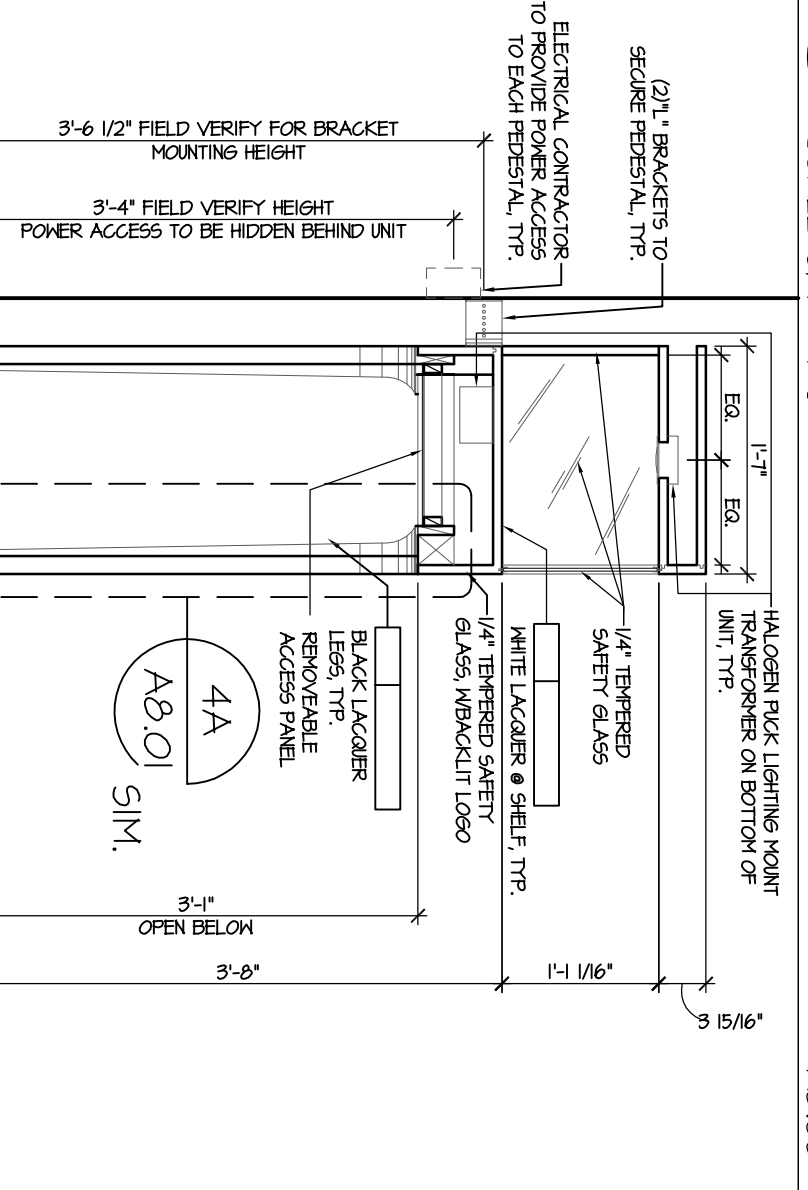 (2)"L" BRACKETS TO
SECURE PEDESTAL, TYP.
ELECTRICAL CONTRACTOR
TO PROVIDE POWER ACCESS
TO EACH PEDESTAL, TYP.
3'-6 1/2" FIELD VERIFY FOR BRACKET
MOUNTING HEIGHT
3'-4" FIELD VERIFY HEIGHT
POWER ACCESS TO BE HIDDEN BEHIND UNIT
1'-7"
EQ.
EQ.
HALOGEN PUCK LIGHTING MOUNT
TRANSFORMER ON BOTTOM OF
UNIT, TYP.
1/4" TEMPERED
SAFETY GLASS
WHITE LACQUER @ SHELF, TYP.
1/4" TEMPERED SAFETY
GLASS, W/BACKLIT LOGO
BLACK LACQUER
LEGS, TYP.
REMOVEABLE
ACCESS PANEL
4A
A8.01
SIM.
3'-1"
OPEN BELOW
3'-8"
1'-1 1/16"
3 15/16"